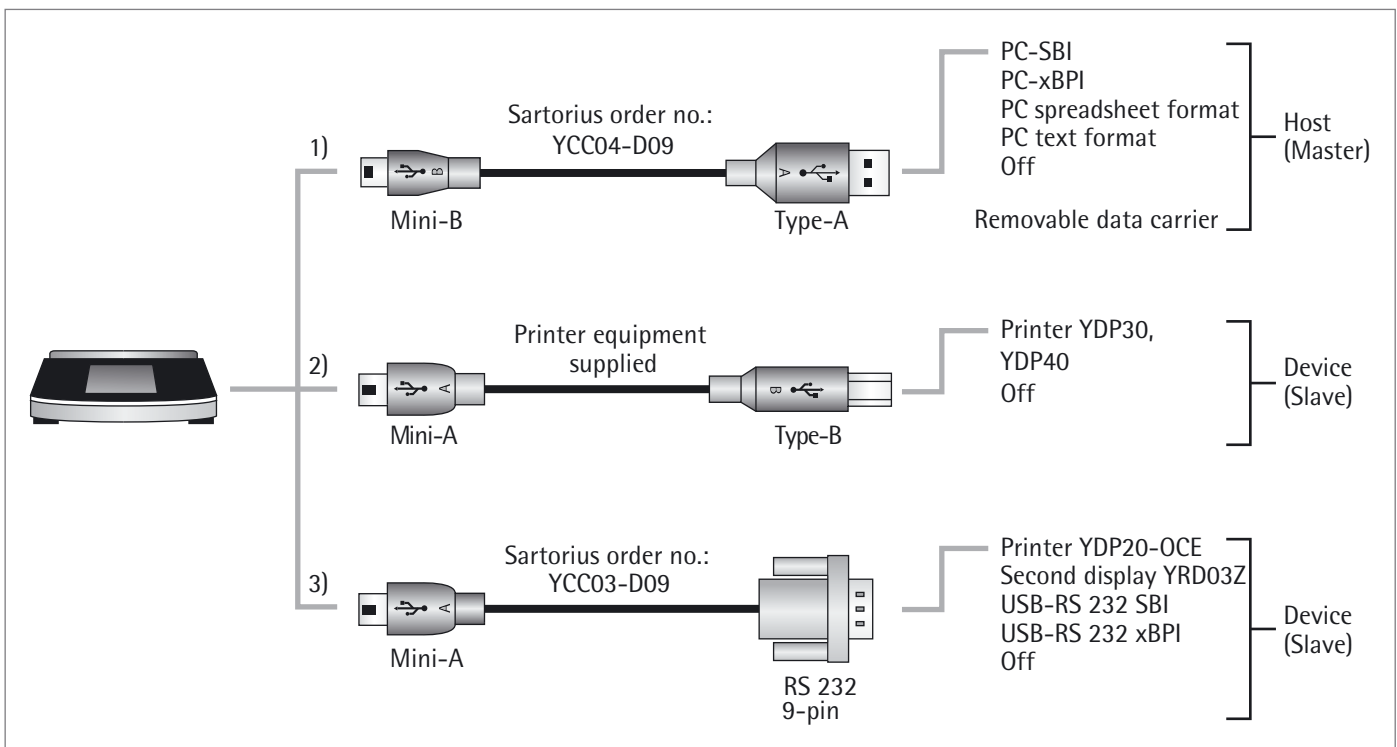 1)
Sartorius order no.:
YCC04-D09
B
A
Mini-B
Type-A
PC-SBI
PC-xBPI
PC spreadsheet format
PC text format
Off
Removable data carrier
Host
(Master)
2)
Printer equipment
supplied
A
B
Mini-A
Type-B
Printer YDP30,
YDP40
Off
Device
(Slave)
3)
Sartorius order no.:
YCC03-D09
A
Mini-A
RS 232
9-pin
Printer YDP20-OCE
Second display YRD03Z
USB-RS 232 SBI
USB-RS 232 xBPI
Off
Device
(Slave)